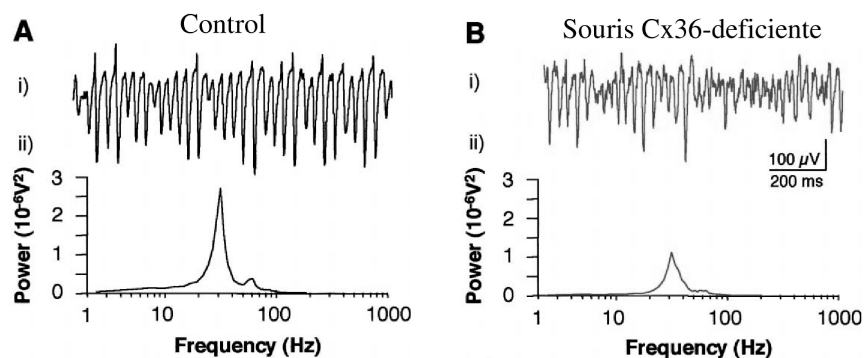 A Control
i)
ii)
Power (10⁻⁶V²)
3
2
1
0
1 10 100 1000
Frequency (Hz)
B Souris Cx36-deficiente
i)
ii)
100 µV
200 ms
Power (10⁻⁶V²)
3
2
1
0
1 10 100 1000
Frequency (Hz)